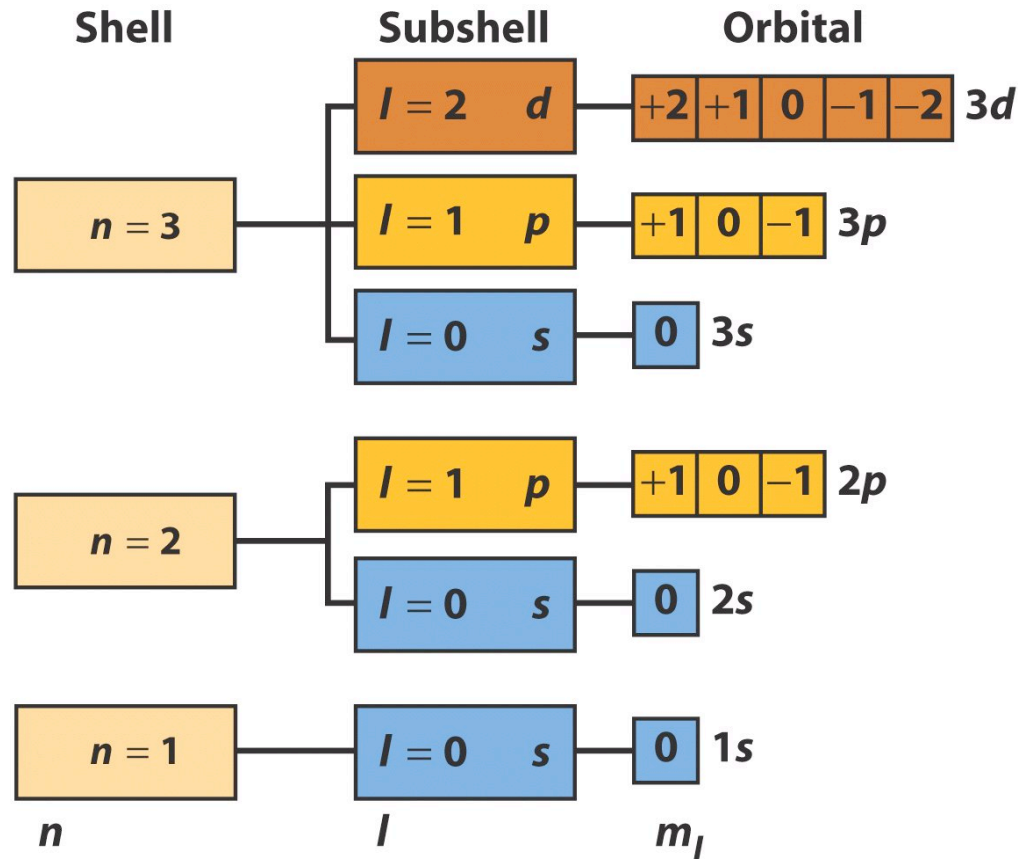 Shell Subshell Orbital
l = 2 d +2 +1 0 −1 −2 3d
n = 3 l = 1 p +1 0 −1 3p
l = 0 s 0 3s
l = 1 p +1 0 −1 2p
n = 2
l = 0 s 0 2s
n = 1 l = 0 s 0 1s
n l m_l